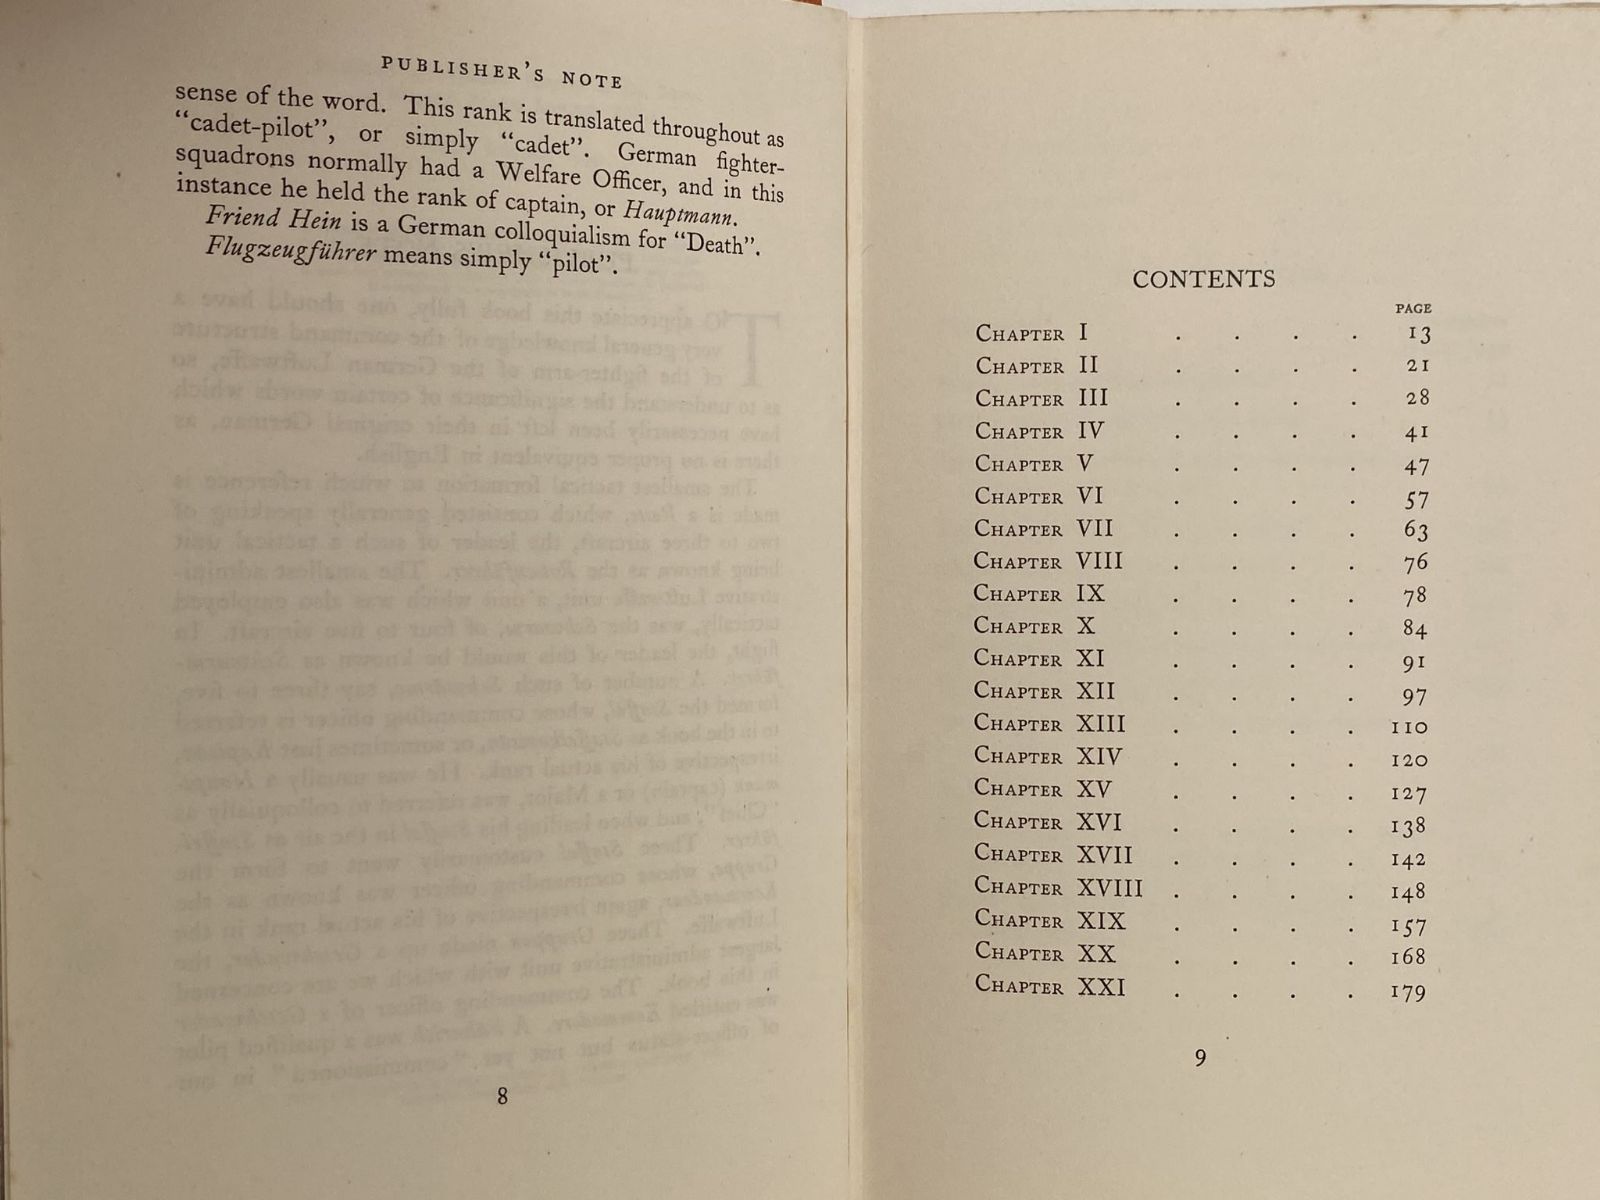 PUBLISHER'S NOTE
sense of the word. This rank is translated throughout as
“cadet-pilot”, or simply “cadet”. German fighter-
squadrons normally had a Welfare Officer, and in this
instance he held the rank of captain, or Hauptmann.
Friend Hein is a German colloquialism for “Death”.
Flugzeugführer means simply “pilot”.
8
CONTENTS
PAGE
CHAPTER I . . . . 13
CHAPTER II . . . . 21
CHAPTER III . . . . 28
CHAPTER IV . . . . 41
CHAPTER V . . . . 47
CHAPTER VI . . . . 57
CHAPTER VII . . . . 63
CHAPTER VIII . . . . 76
CHAPTER IX . . . . 78
CHAPTER X . . . . 84
CHAPTER XI . . . . 91
CHAPTER XII . . . . 97
CHAPTER XIII . . . . 110
CHAPTER XIV . . . . 120
CHAPTER XV . . . . 127
CHAPTER XVI . . . . 138
CHAPTER XVII . . . . 142
CHAPTER XVIII . . . . 148
CHAPTER XIX . . . . 157
CHAPTER XX . . . . 168
CHAPTER XXI . . . . 179
9